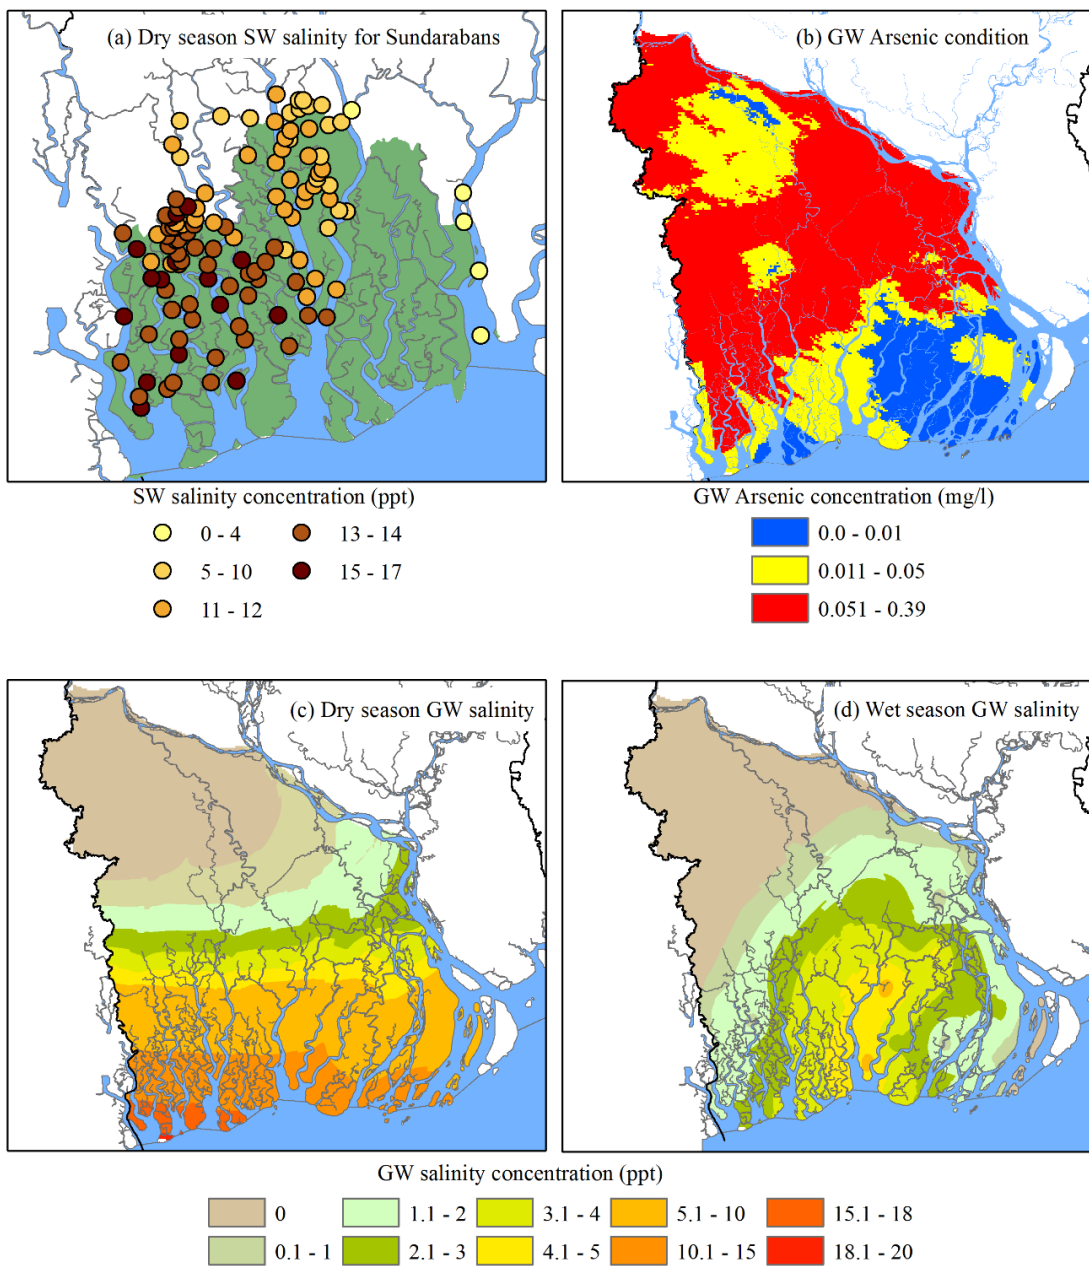 (a) Dry season SW salinity for Sundarabans
(b) GW Arsenic condition
SW salinity concentration (ppt)
0 - 4
13 - 14
5 - 10
15 - 17
11 - 12
GW Arsenic concentration (mg/l)
0.0 - 0.01
0.011 - 0.05
0.051 - 0.39
(c) Dry season GW salinity
(d) Wet season GW salinity
GW salinity concentration (ppt)
0
1.1 - 2
3.1 - 4
5.1 - 10
15.1 - 18
0.1 - 1
2.1 - 3
4.1 - 5
10.1 - 15
18.1 - 20